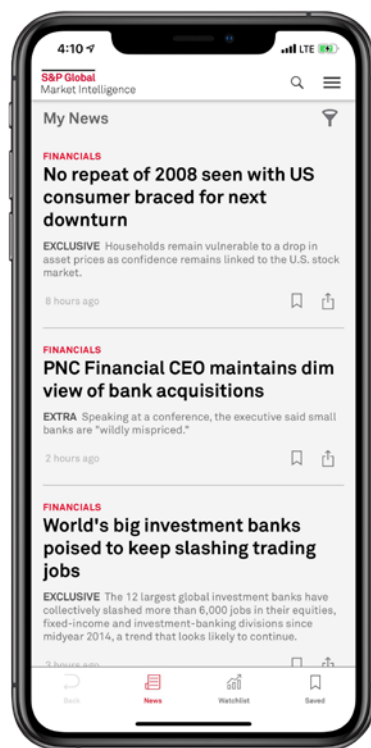 4:10
LTE
S&P Global
Market Intelligence
My News
FINANCIALS
No repeat of 2008 seen with US
consumer braced for next
downturn
EXCLUSIVE Households remain vulnerable to a drop in
asset prices as confidence remains linked to the U.S. stock
market.
8 hours ago
FINANCIALS
PNC Financial CEO maintains dim
view of bank acquisitions
EXTRA Speaking at a conference, the executive said small
banks are "wildly mispriced."
2 hours ago
FINANCIALS
World's big investment banks
poised to keep slashing trading
jobs
EXCLUSIVE The 12 largest global investment banks have
collectively slashed more than 6,000 jobs in their equities,
fixed-income and investment-banking divisions since
midyear 2014, a trend that looks likely to continue.
3 hours ago
Back
News
Watchlist
Saved